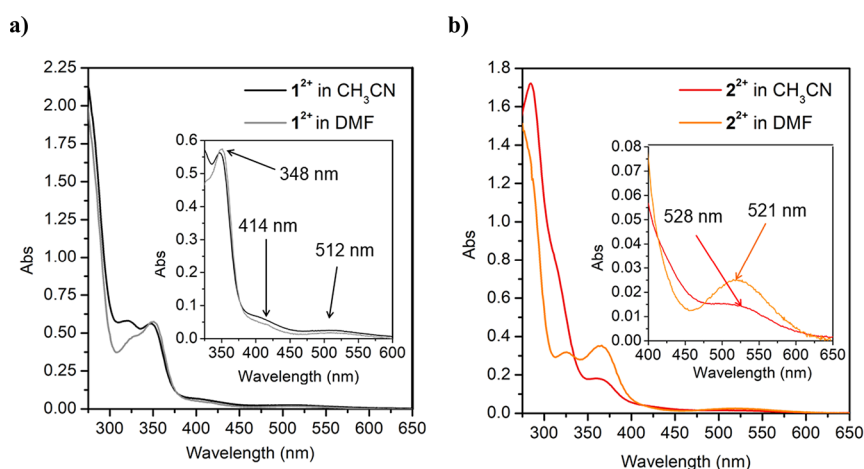 a)
b)
1²⁺ in CH₃CN
1²⁺ in DMF
348 nm
414 nm
512 nm
Abs
0.6
0.5
0.4
0.3
0.2
0.1
0.0
350 400 450 500 550 600
Wavelength (nm)
Abs
2.25
2.00
1.75
1.50
1.25
1.00
0.75
0.50
0.25
0.00
300 350 400 450 500 550 600 650
Wavelength (nm)
2²⁺ in CH₃CN
2²⁺ in DMF
528 nm
521 nm
Abs
0.08
0.07
0.06
0.05
0.04
0.03
0.02
0.01
0.00
400 450 500 550 600 650
Wavelength (nm)
Abs
1.8
1.6
1.4
1.2
1.0
0.8
0.6
0.4
0.2
0.0
300 350 400 450 500 550 600 650
Wavelength (nm)